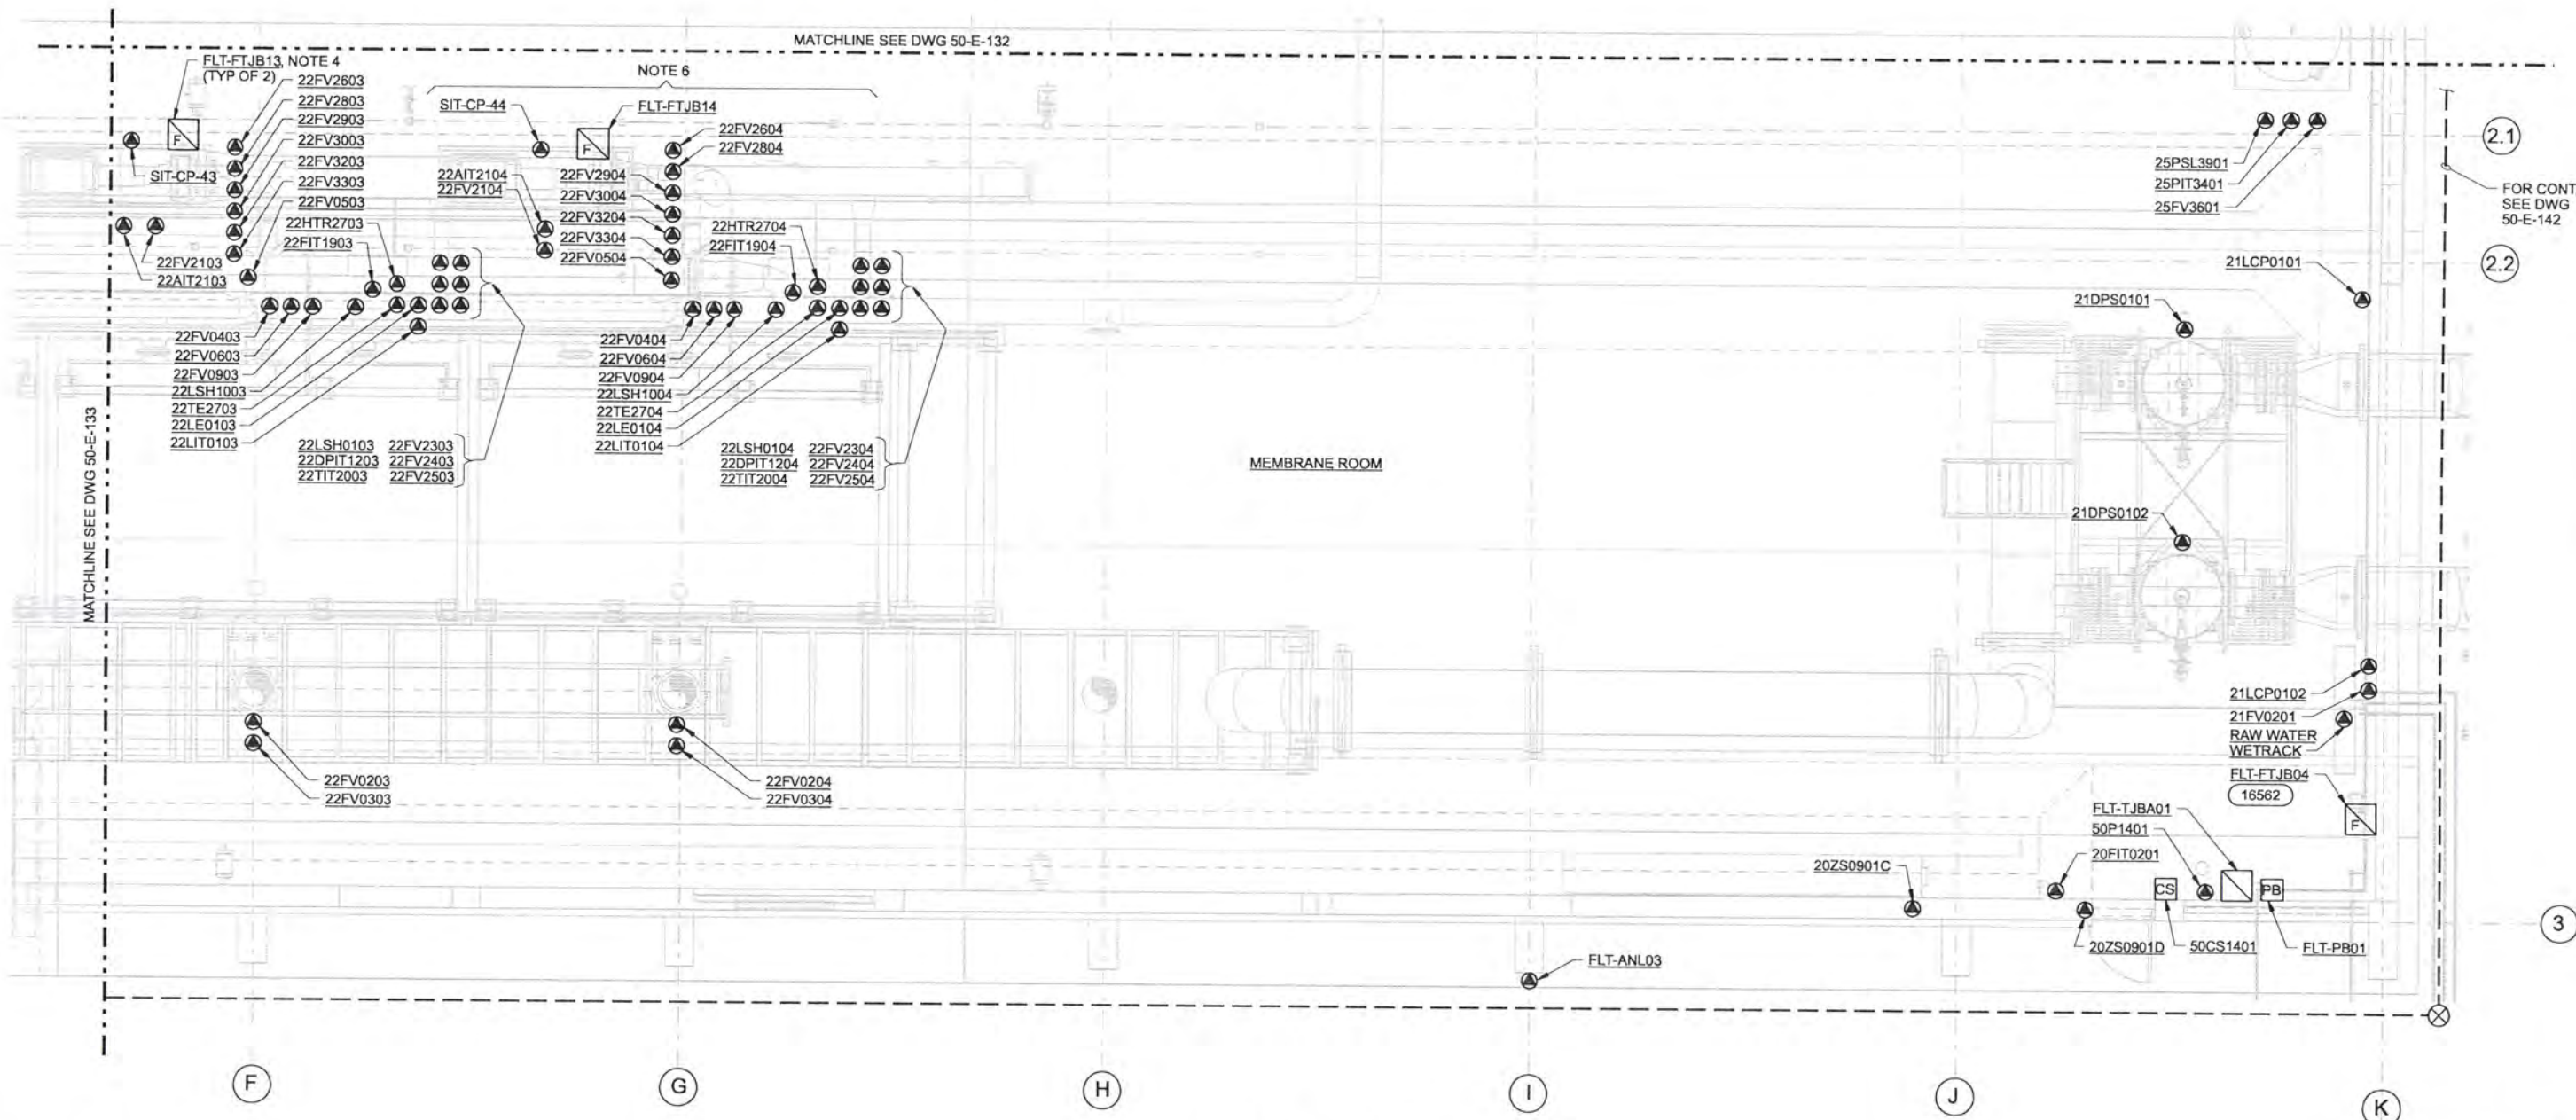 MATCHLINE SEE DWG 50-E-132
FLT-FTJB13, NOTE 4
(TYP OF 2)
22FV2603
22FV2803
22FV2903
22FV3003
22FV3203
22FV3303
22FV0503
22HTR2703
22FIT1903
F
SIT-CP-43
22FV2103
22AIT2103
22FV0403
22FV0603
22FV0903
22LSH1003
22TE2703
22LE0103
22LIT0103
22LSH0103 22FV2303
22DPIT1203 22FV2403
22TIT2003 22FV2503
NOTE 6
SIT-CP-44
FLT-FTJB14
F
22AIT2104
22FV2104
22FV2604
22FV2804
22FV2904
22FV3004
22FV3204
22FV3304
22FV0504
22HTR2704
22FIT1904
22FV0404
22FV0604
22FV0904
22LSH1004
22TE2704
22LE0104
22LIT0104
22LSH0104 22FV2304
22DPIT1204 22FV2404
22TIT2004 22FV2504
MEMBRANE ROOM
25PSL3901
25PIT3401
25FV3601
2.1
FOR CONT
SEE DWG
50-E-142
2.2
21LCP0101
21DPS0101
21DPS0102
MATCHLINE SEE DWG 50-E-133
22FV0203
22FV0303
22FV0204
22FV0304
21LCP0102
21FV0201
RAW WATER
WETRACK
FLT-FTJB04
16562
F
FLT-TJBA01
50P1401
20FIT0201
20ZS0901C
CS
PB
20ZS0901D
50CS1401
FLT-PB01
3
FLT-ANL03
F
G
H
I
J
K